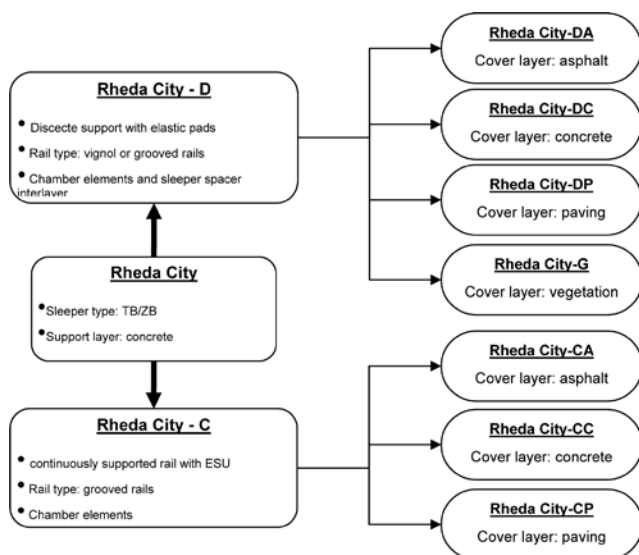 Rheda City - D
• Discecte support with elastic pads
• Rail type: vignol or grooved rails
• Chamber elements and sleeper spacer
interlayer
Rheda City
• Sleeper type: TB/ZB
• Support layer: concrete
Rheda City - C
• continuously supported rail with ESU
• Rail type: grooved rails
• Chamber elements
Rheda City-DA
Cover layer: asphalt
Rheda City-DC
Cover layer: concrete
Rheda City-DP
Cover layer: paving
Rheda City-G
Cover layer: vegetation
Rheda City-CA
Cover layer: asphalt
Rheda City-CC
Cover layer: concrete
Rheda City-CP
Cover layer: paving